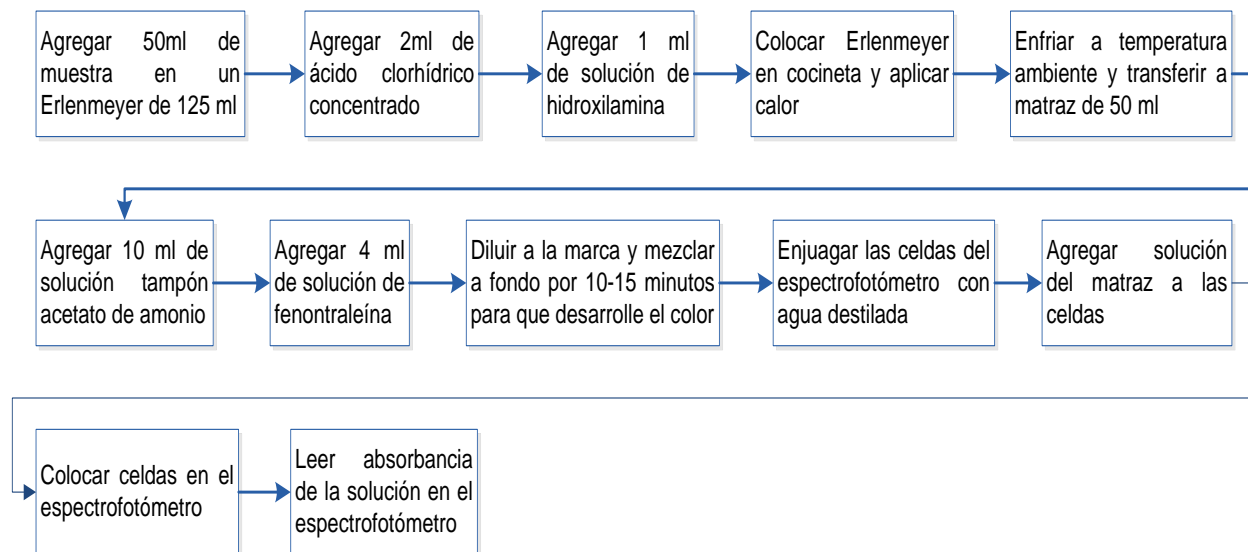 Agregar 50ml de
muestra en un
Erlenmeyer de 125 ml
Agregar 2ml de
ácido clorhídrico
concentrado
Agregar 1 ml
de solución de
hidroxilamina
Colocar Erlenmeyer
en cocineta y aplicar
calor
Enfriar a temperatura
ambiente y transferir a
matraz de 50 ml
Agregar 10 ml de
solución tampón
acetato de amonio
Agregar 4 ml
de solución de
fenontraleína
Diluir a la marca y mezclar
a fondo por 10-15 minutos
para que desarrolle el color
Enjuagar las celdas del
espectrofotómetro con
agua destilada
Agregar solución
del matraz a las
celdas
Colocar celdas en el
espectrofotómetro
Leer absorbancia
de la solución en el
espectrofotómetro